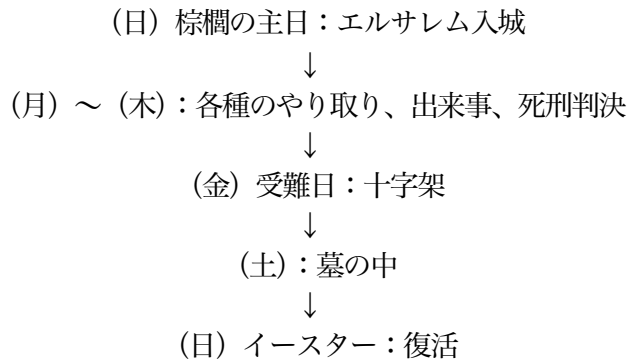 （日）棕櫚の主日：エルサレム入城
↓
（月）～（木）：各種のやり取り、出来事、死刑判決
↓
（金）受難日：十字架
↓
（土）：墓の中
↓
（日）イースター：復活